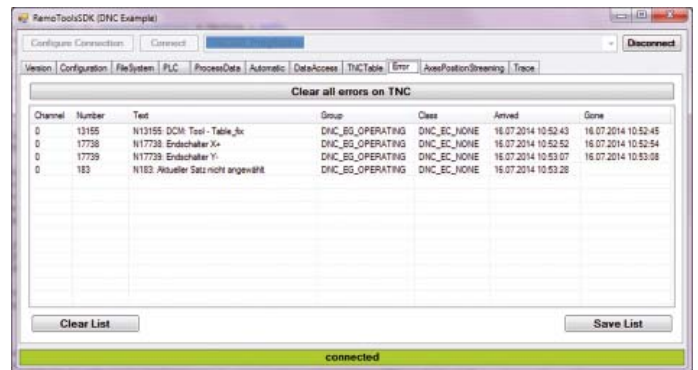 RemoToolsSDK (DNC Example)
Configure Connection Connect Disconnect
Version Configuration FileSystem PLC ProcessData Automatic DataAccess TNCTable Error AxesPositionStreaming Trace
Clear all errors on TNC
Channel Number Text Group Class Arrived Gone
0 13155 N13155: DCM: Tool - Table_fix DNC_EG_OPERATING DNC_EC_NONE 16.07.2014 10:52:43 16.07.2014 10:52:45
0 17738 N17738: Endschalter X+ DNC_EG_OPERATING DNC_EC_NONE 16.07.2014 10:52:52 16.07.2014 10:52:54
0 17739 N17739: Endschalter Y- DNC_EG_OPERATING DNC_EC_NONE 16.07.2014 10:53:07 16.07.2014 10:53:08
0 183 N183: Aktueller Satz nicht angewählt DNC_EG_OPERATING DNC_EC_NONE 16.07.2014 10:53:28
Clear List Save List
connected